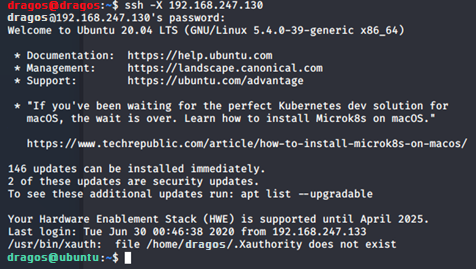 dragos@dragos:~$ ssh -X 192.168.247.130
dragos@192.168.247.130's password:
Welcome to Ubuntu 20.04 LTS (GNU/Linux 5.4.0-39-generic x86_64)
* Documentation:  https://help.ubuntu.com
* Management:     https://landscape.canonical.com
* Support:        https://ubuntu.com/advantage
* "If you've been waiting for the perfect Kubernetes dev solution for
macOS, the wait is over. Learn how to install Microk8s on macOS."
https://www.techrepublic.com/article/how-to-install-microk8s-on-macos/
146 updates can be installed immediately.
2 of these updates are security updates.
To see these additional updates run: apt list --upgradable
Your Hardware Enablement Stack (HWE) is supported until April 2025.
Last login: Tue Jun 30 00:46:38 2020 from 192.168.247.133
/usr/bin/xauth:  file /home/dragos/.Xauthority does not exist
dragos@ubuntu:~$